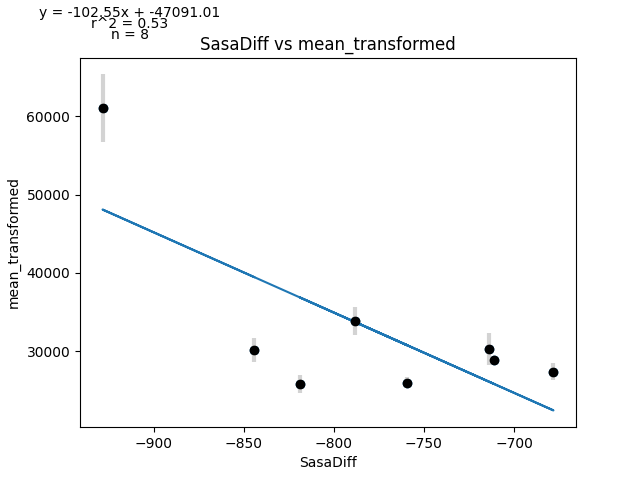 y = -102.55x + -47091.01
r^2 = 0.53
n = 8
SasaDiff vs mean_transformed
mean_transformed
60000
50000
40000
30000
−900
−850
−800
−750
−700
SasaDiff